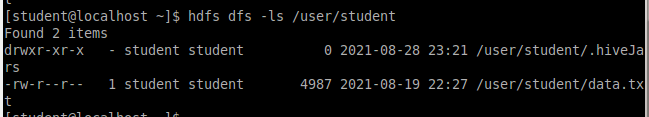 t
[student@localhost ~]$ hdfs dfs -ls /user/student
Found 2 items
drwxr-xr-x   - student student          0 2021-08-28 23:21 /user/student/.hiveJa
rs
-rw-r--r--   1 student student       4987 2021-08-19 22:27 /user/student/data.tx
t
[student@localhost ~]$